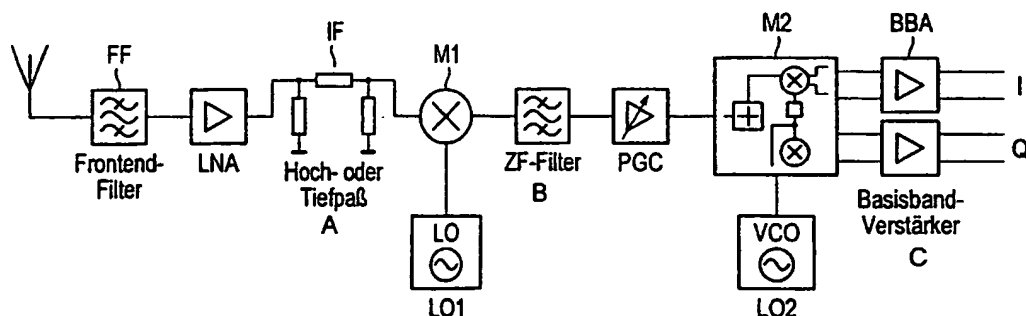 FF
IF
M1
M2
BBA
I
Q
Frontend-
Filter
LNA
Hoch- oder
Tiefpaß
A
ZF-Filter
B
PGC
Basisband-
Verstärker
C
LO
LO1
VCO
LO2